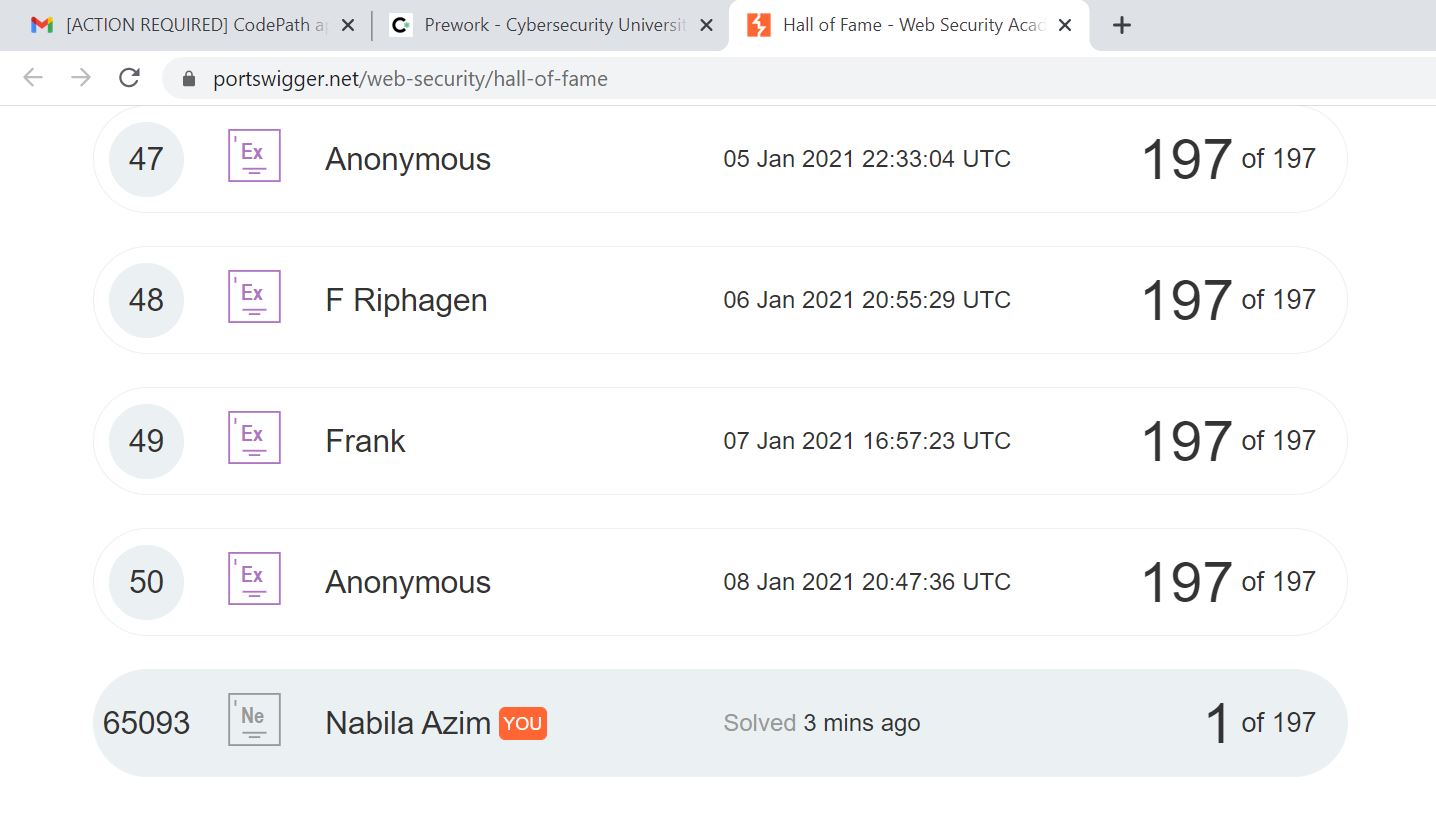 [ACTION REQUIRED] CodePath Prework - Cybersecurity Universit Hall of Fame - Web Security Acad
portswigger.net/web-security/hall-of-fame
47 Ex Anonymous 05 Jan 2021 22:33:04 UTC 197 of 197
48 Ex F Riphagen 06 Jan 2021 20:55:29 UTC 197 of 197
49 Ex Frank 07 Jan 2021 16:57:23 UTC 197 of 197
50 Ex Anonymous 08 Jan 2021 20:47:36 UTC 197 of 197
65093 Ne Nabila Azim YOU Solved 3 mins ago 1 of 197